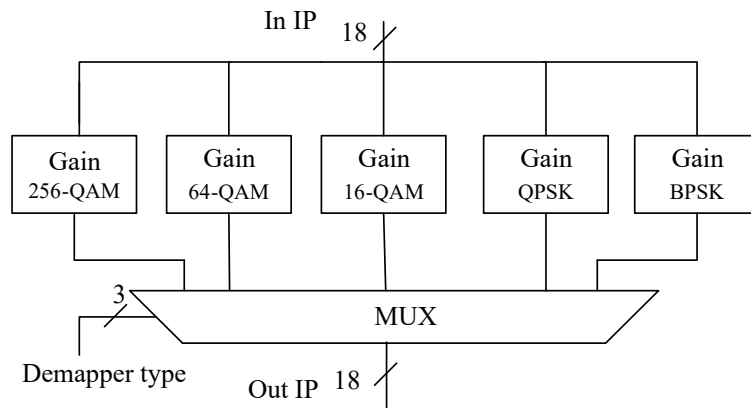 In IP
18
Gain
256-QAM
Gain
64-QAM
Gain
16-QAM
Gain
QPSK
Gain
BPSK
3
MUX
Demapper type
Out IP
18